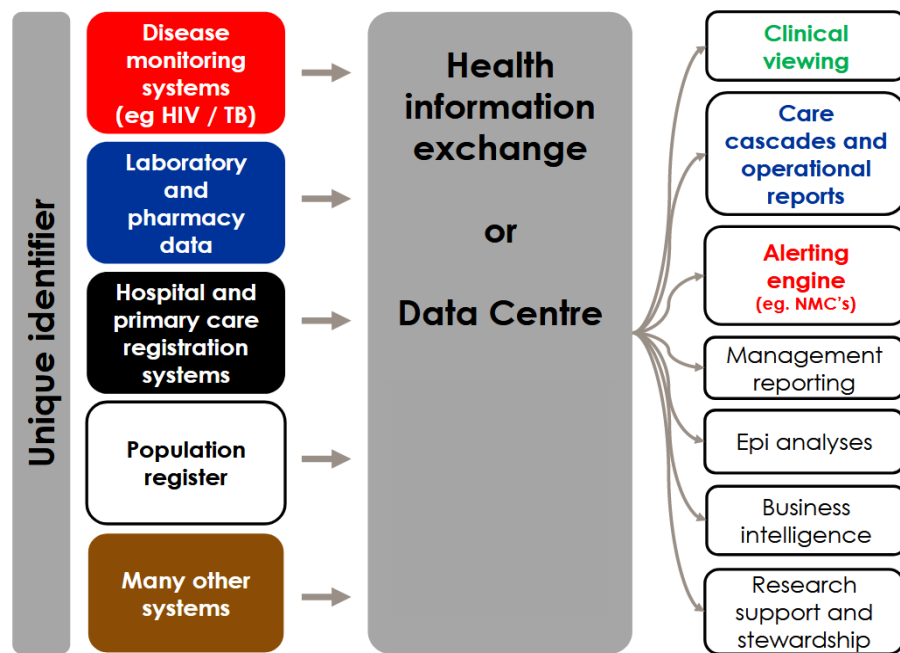 Unique identifier
Disease
monitoring
systems
(eg HIV / TB)
Laboratory
and
pharmacy
data
Hospital and
primary care
registration
systems
Population
register
Many other
systems
Health
information
exchange
or
Data Centre
Clinical
viewing
Care
cascades and
operational
reports
Alerting
engine
(eg. NMC's)
Management
reporting
Epi analyses
Business
intelligence
Research
support and
stewardship